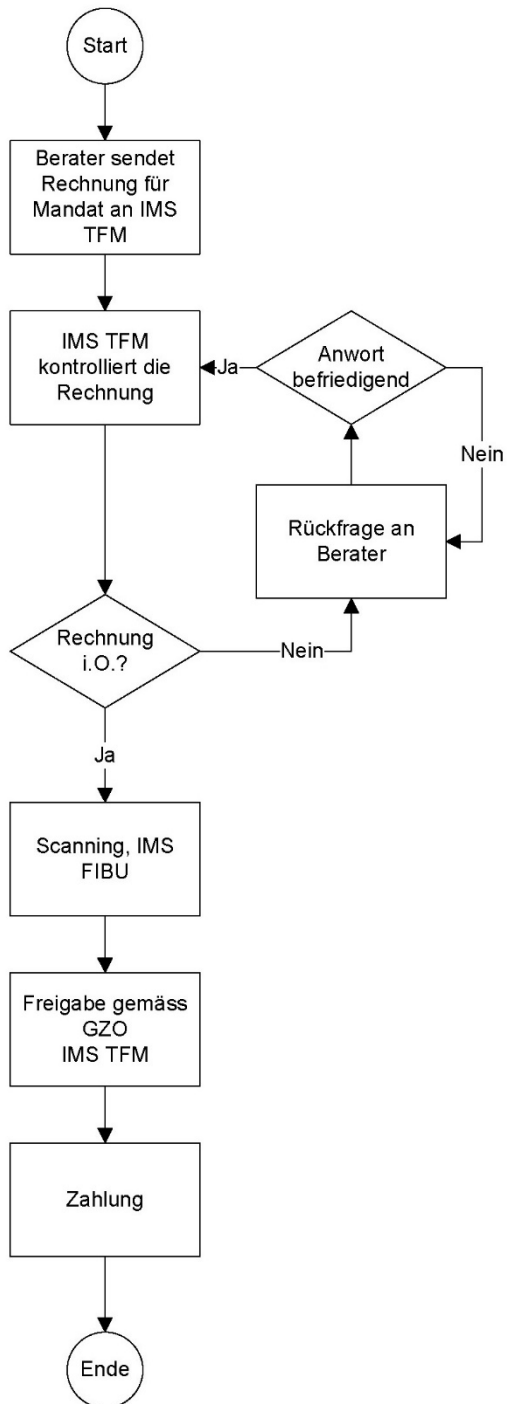 Start
Berater sendet
Rechnung für
Mandat an IMS
TFM
IMS TFM
kontrolliert die
Rechnung
Ja
Anwort
befriedigend
Nein
Rückfrage an
Berater
Rechnung
i.O.?
Nein
Ja
Scanning, IMS
FIBU
Freigabe gemäss
GZO
IMS TFM
Zahlung
Ende